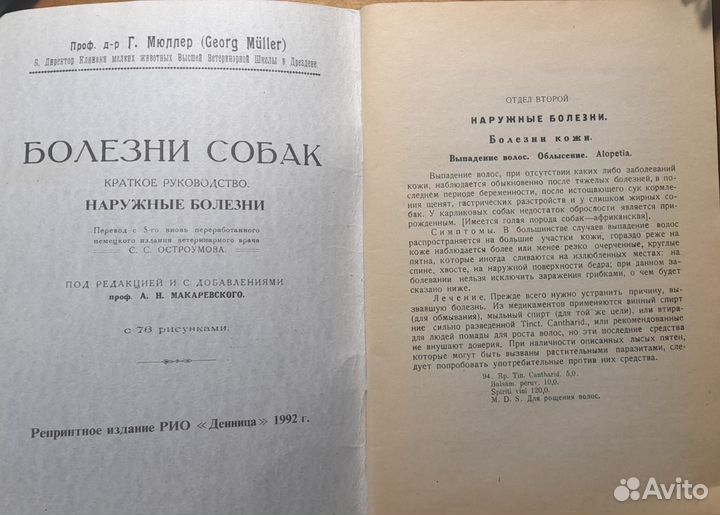 Проф. д-р Г. Мюллер (Georg Müller)
Б. Директор Клиники мелких животных Высшей Ветеринарной Школы в Дрездене.
БОЛЕЗНИ СОБАК
КРАТКОЕ РУКОВОДСТВО.
НАРУЖНЫЕ БОЛЕЗНИ
Перевод с 5-го вновь переработанного
немецкого издания ветеринарного врача
С. С. ОСТРОУМОВА.
ПОД РЕДАКЦИЕЙ И С ДОБАВЛЕНИЯМИ
проф. А. Н. МАКАРЕВСКОГО.
с 76 рисунками.
Репринтное издание РИО «Денница» 1992 г.
ОТДЕЛ ВТОРОЙ
НАРУЖНЫЕ БОЛЕЗНИ.
Болезни кожи.
Выпадение волос. Облысение. Alopetia.
Выпадение волос, при отсутствии каких либо заболеваний
кожи, наблюдается обыкновенно после тяжелых болезней, в по-
следнем периоде беременности, после истощающего сук кормле-
ния щенят, гастрических разстройств и у слишком жирных со-
бак. У карликовых собак недостаток оброслости является при-
рожденным. [Имеется голая порода собак—африканская].
Симптомы. В большинстве случаев выпадение волос
распространяется на большие участки кожи, гораздо реже на
коже наблюдается более или менее резко очерченные, круглые
пятна, которые иногда сливаются на излюбленных местах: на
спине, хвосте, на наружной поверхности бедра; при данном за-
болевании нельзя исключить заражения грибками, о чем будет
сказано ниже.
Лечение. Прежде всего нужно устранить причину, вы-
звавшую болезнь. Из медикаментов применяются винный спирт
(для обмывания), мыльный спирт (для той же цели), или втира-
ние сильно разведенной Tinct. Cantharid., или рекомендованные
для людей помады для роста волос, но эти последние средства
не внушают доверия. При наличности описанных лысых пятен,
которые могут быть вызваны растительными паразитами, сле-
дует попробовать употребительные против них средства.
94. Rp. Tin. Cantharid. 5,0.
Balsam. peruv. 10,0.
Spiriti vini 120,0.
M. D. S. Для рощения волос.
Avito